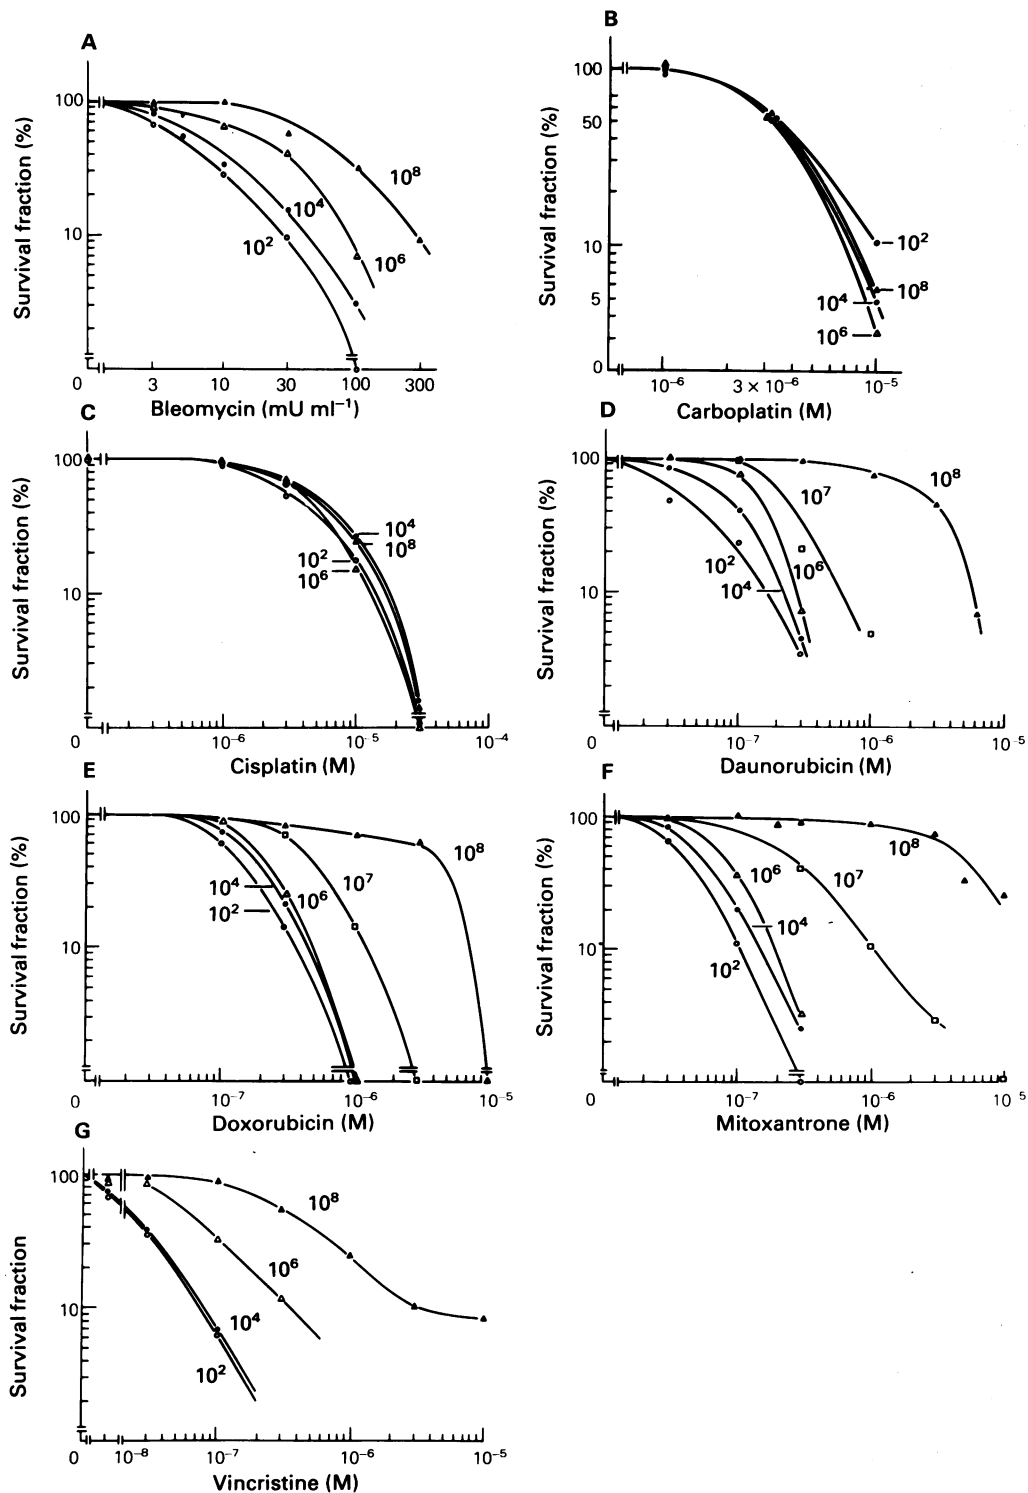 A
Survival fraction (%)
100
10
0
10⁸
10⁴
10²
10⁶
3 10 30 100 300
Bleomycin (mU ml⁻¹)
B
Survival fraction (%)
100
50
10
5
0
10²
10⁸
10⁴
10⁶
10⁻⁶ 3 × 10⁻⁶ 10⁻⁵
Carboplatin (M)
C
Survival fraction (%)
100
10
10⁴
10⁸
10²
10⁶
0 10⁻⁶ 10⁻⁵ 10⁻⁴
Cisplatin (M)
D
Survival fraction (%)
100
10
10⁸
10⁷
10²
10⁶
10⁴
0 10⁻⁷ 10⁻⁶ 10⁻⁵
Daunorubicin (M)
E
Survival fraction (%)
100
10
10⁸
10⁷
10⁴
10⁶
10²
0 10⁻⁷ 10⁻⁶ 10⁻⁵
Doxorubicin (M)
F
Survival fraction (%)
100
10
10⁸
10⁶
10⁷
10⁴
10²
0 10⁻⁷ 10⁻⁶ 10⁻⁵
Mitoxantrone (M)
G
Survival fraction
100
10
10⁸
10⁶
10⁴
10²
0 10⁻⁸ 10⁻⁷ 10⁻⁶ 10⁻⁵
Vincristine (M)